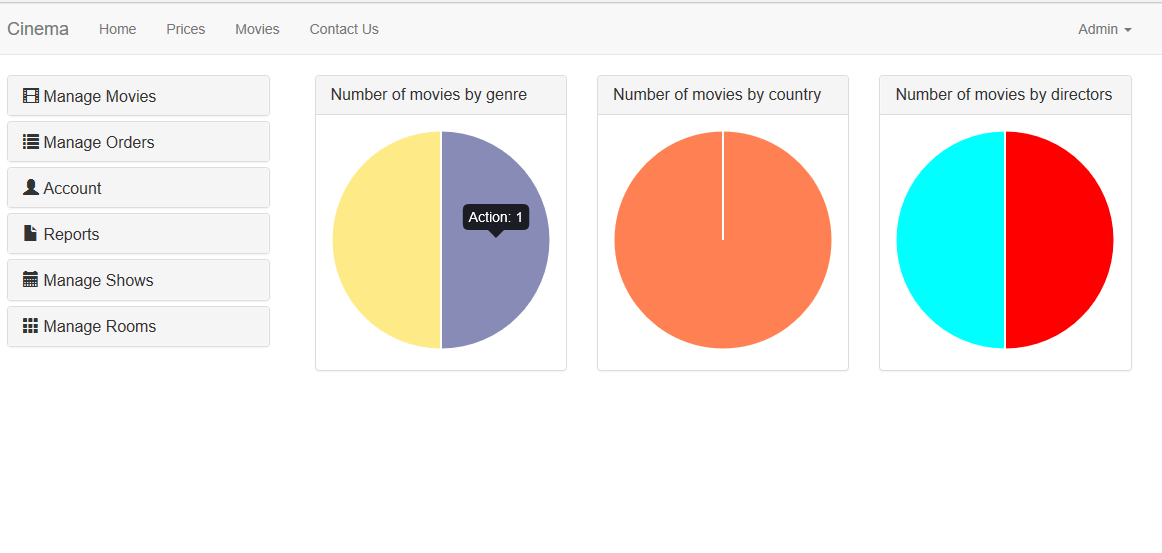 Cinema Home Prices Movies Contact Us Admin
Manage Movies
Manage Orders
Account
Reports
Manage Shows
Manage Rooms
Number of movies by genre
Action: 1
Number of movies by country
Number of movies by directors